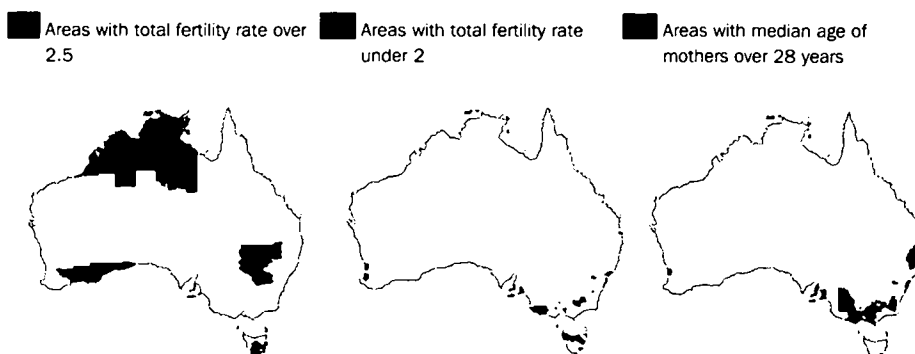 Areas with total fertility rate over
2.5
Areas with total fertility rate
under 2
Areas with median age of
mothers over 28 years